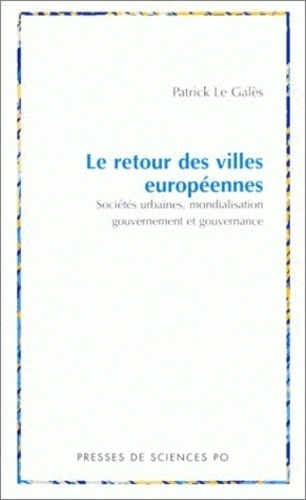 Patrick Le Galès
Le retour des villes
européennes
Sociétés urbaines, mondialisation
gouvernement et gouvernance
PRESSES DE SCIENCES PO